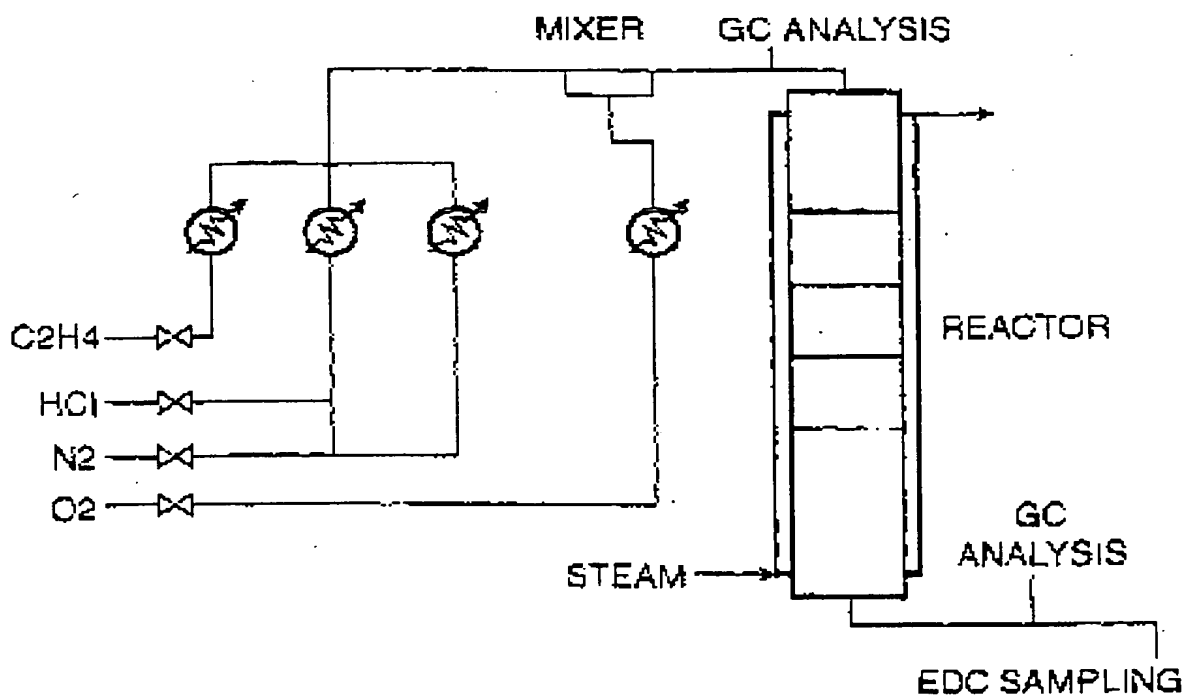 MIXER
GC ANALYSIS
C2H4
HCl
N2
O2
REACTOR
STEAM
GC
ANALYSIS
EDC SAMPLING